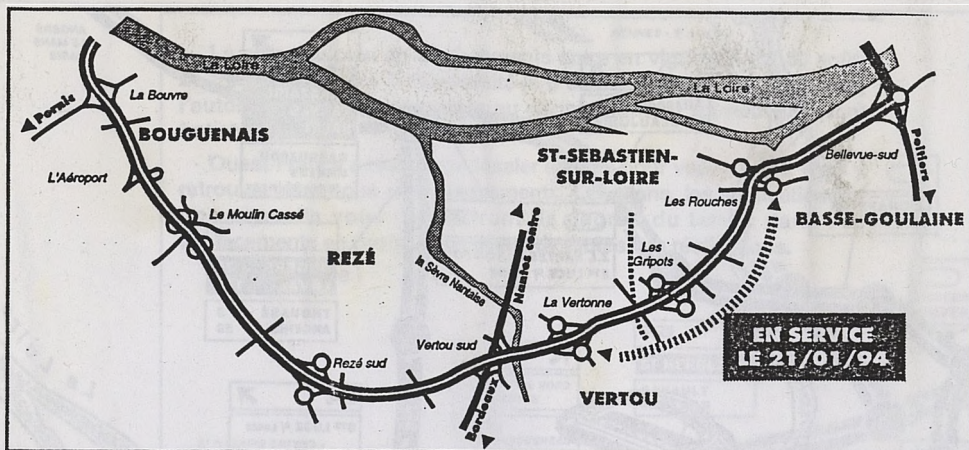 La Loire
La Loire
La Bouvre
Pornic
BOUGUENAIS
L'Aéroport
Le Moulin Cassé
REZÉ
la Sèvre Nantaise
Nantes centre
ST-SEBASTIEN-
SUR-LOIRE
Bellevue-sud
Poitiers
Les Rouches
BASSE-GOULAINE
Les
Gripots
La Vertonne
Vertou sud
Rezé sud
Bordeaux
VERTOU
EN SERVICE
LE 21/01/94